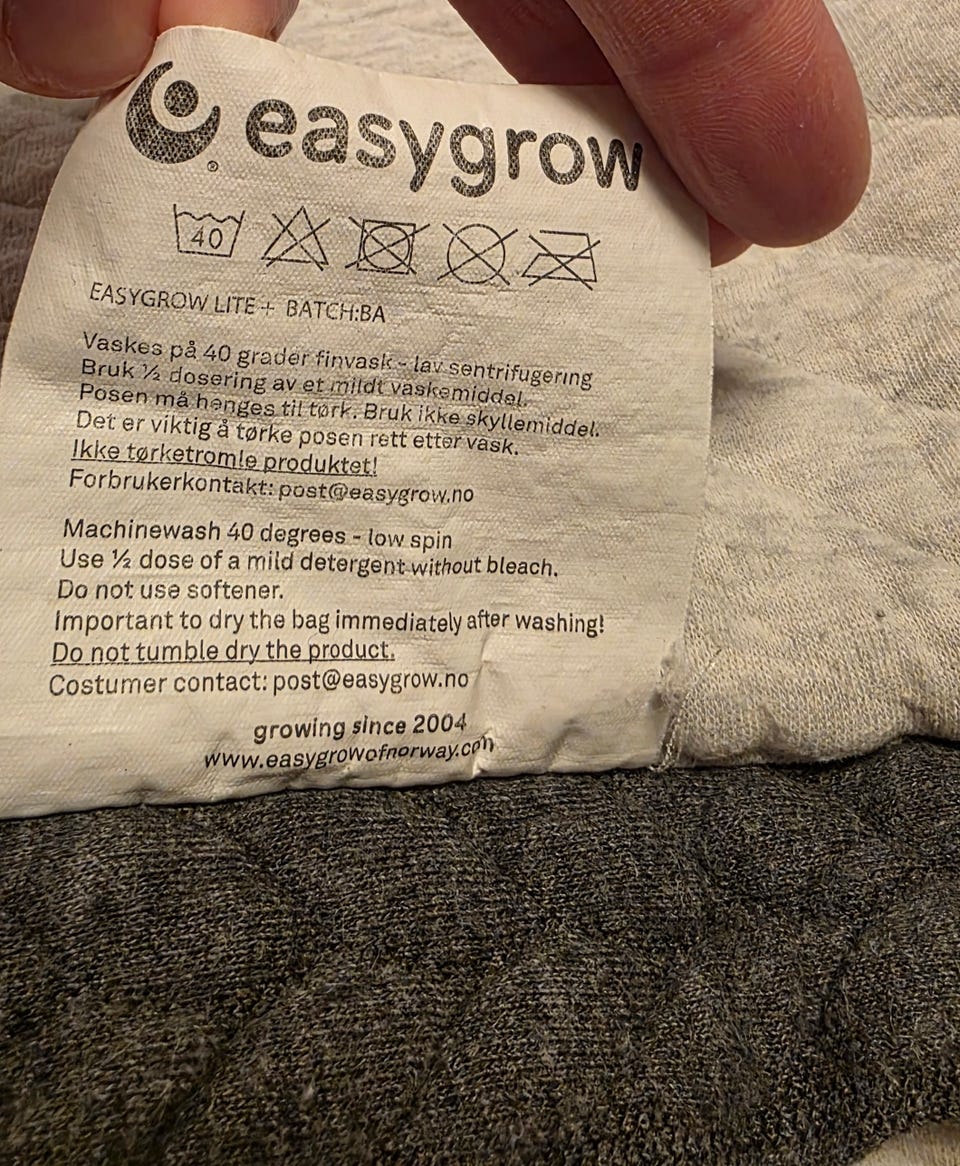 easygrow
®
40
EASYGROW LITE+ BATCH:BA
Vaskes på 40 grader finvask - lav sentrifugering
Bruk ½ dosering av et mildt vaskemiddel.
Posen må henges til tørk. Bruk ikke skyllemiddel.
Det er viktig å tørke posen rett etter vask.
Ikke tørketromle produktet!
Forbrukerkontakt: post@easygrow.no
Machinewash 40 degrees - low spin
Use ½ dose of a mild detergent without bleach.
Do not use softener.
Important to dry the bag immediately after washing!
Do not tumble dry the product.
Costumer contact: post@easygrow.no
growing since 2004
www.easygrowofnorway.com